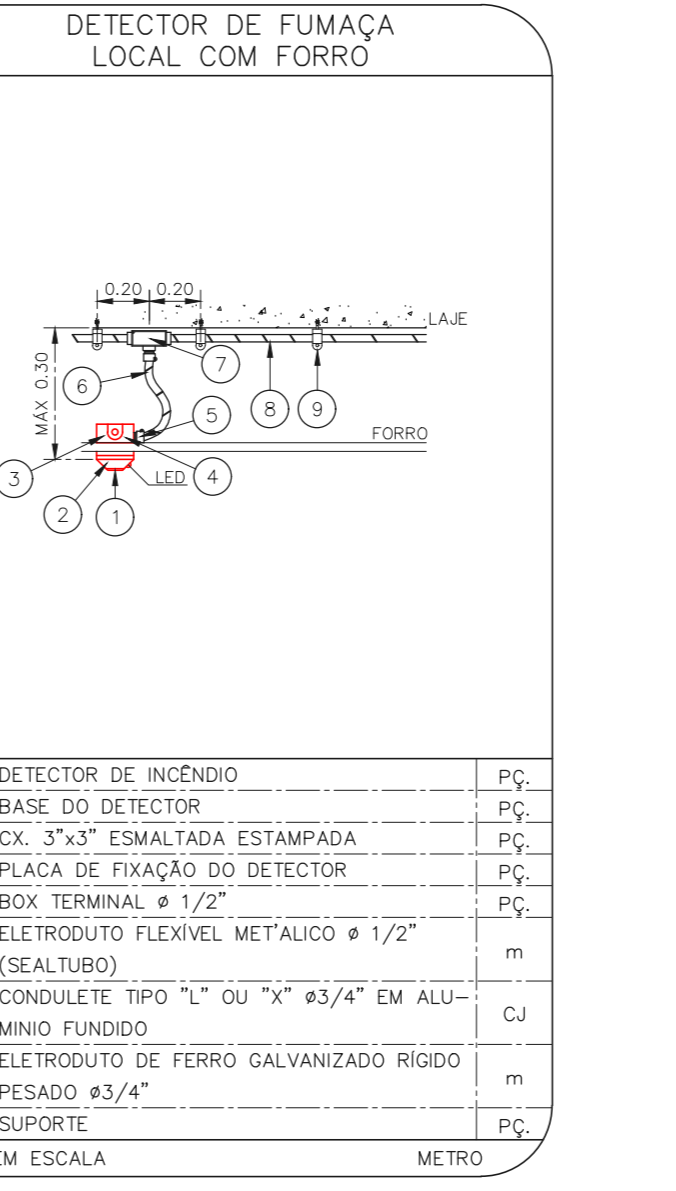 DETECTOR DE FUMAÇA
LOCAL COM FORRO
0.20 0.20
LAJE
MÁX 0.30
7
6
5
8
9
FORRO
3
LED
4
2
1
DETECTOR DE INCÊNDIO PÇ.
BASE DO DETECTOR PÇ.
CX. 3"x3" ESMALTADA ESTAMPADA PÇ.
PLACA DE FIXAÇÃO DO DETECTOR PÇ.
BOX TERMINAL ø 1/2" PÇ.
ELETRODUTO FLEXÍVEL MET'ALICO ø 1/2"
(SEALTUBO) m
CONDULETE TIPO "L" OU "X" ø3/4" EM ALU-
MINIO FUNDIDO CJ
ELETRODUTO DE FERRO GALVANIZADO RÍGIDO
PESADO ø3/4" m
SUPORTE PÇ.
EM ESCALA METRO